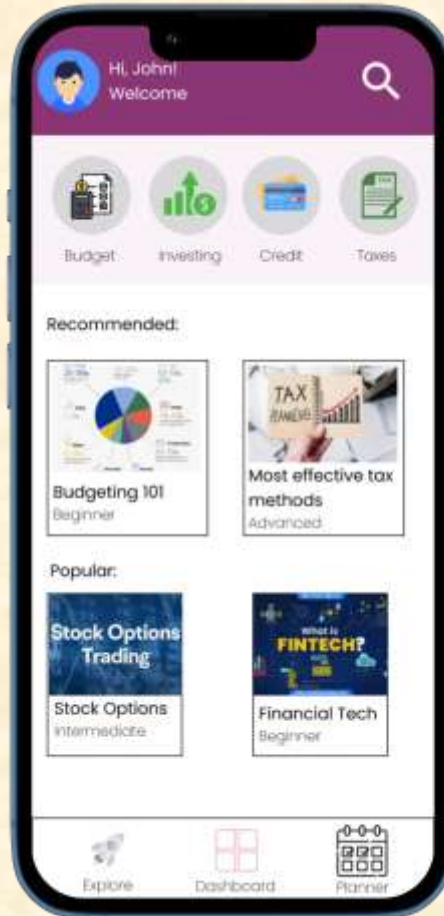 Hi, John!
Welcome
Budget
Investing
Credit
Taxes
Recommended:
TAX
Budgeting 101
Beginner
Most effective tax
methods
Advanced
Popular:
Stock Options
Trading
What is
FINTECH?
Stock Options
Intermediate
Financial Tech
Beginner
Explore
Dashboard
Planner